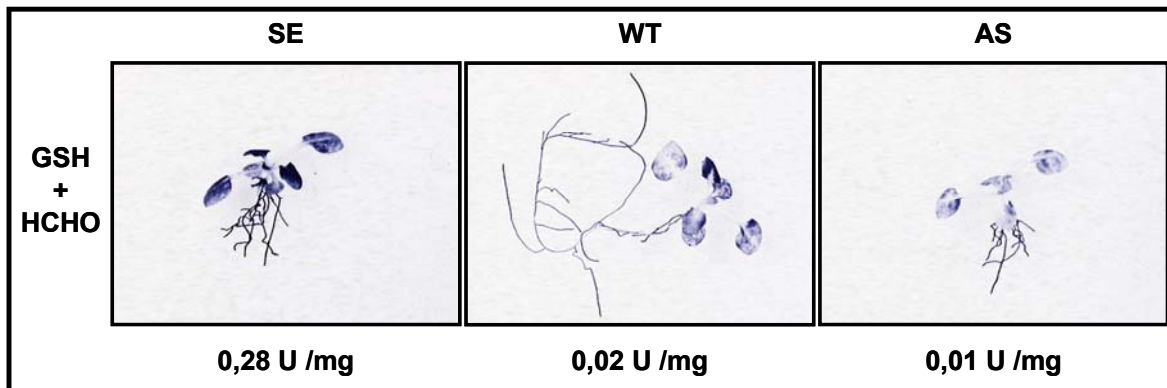 SE
WT
AS
GSH
+
HCHO
0,28 U /mg
0,02 U /mg
0,01 U /mg